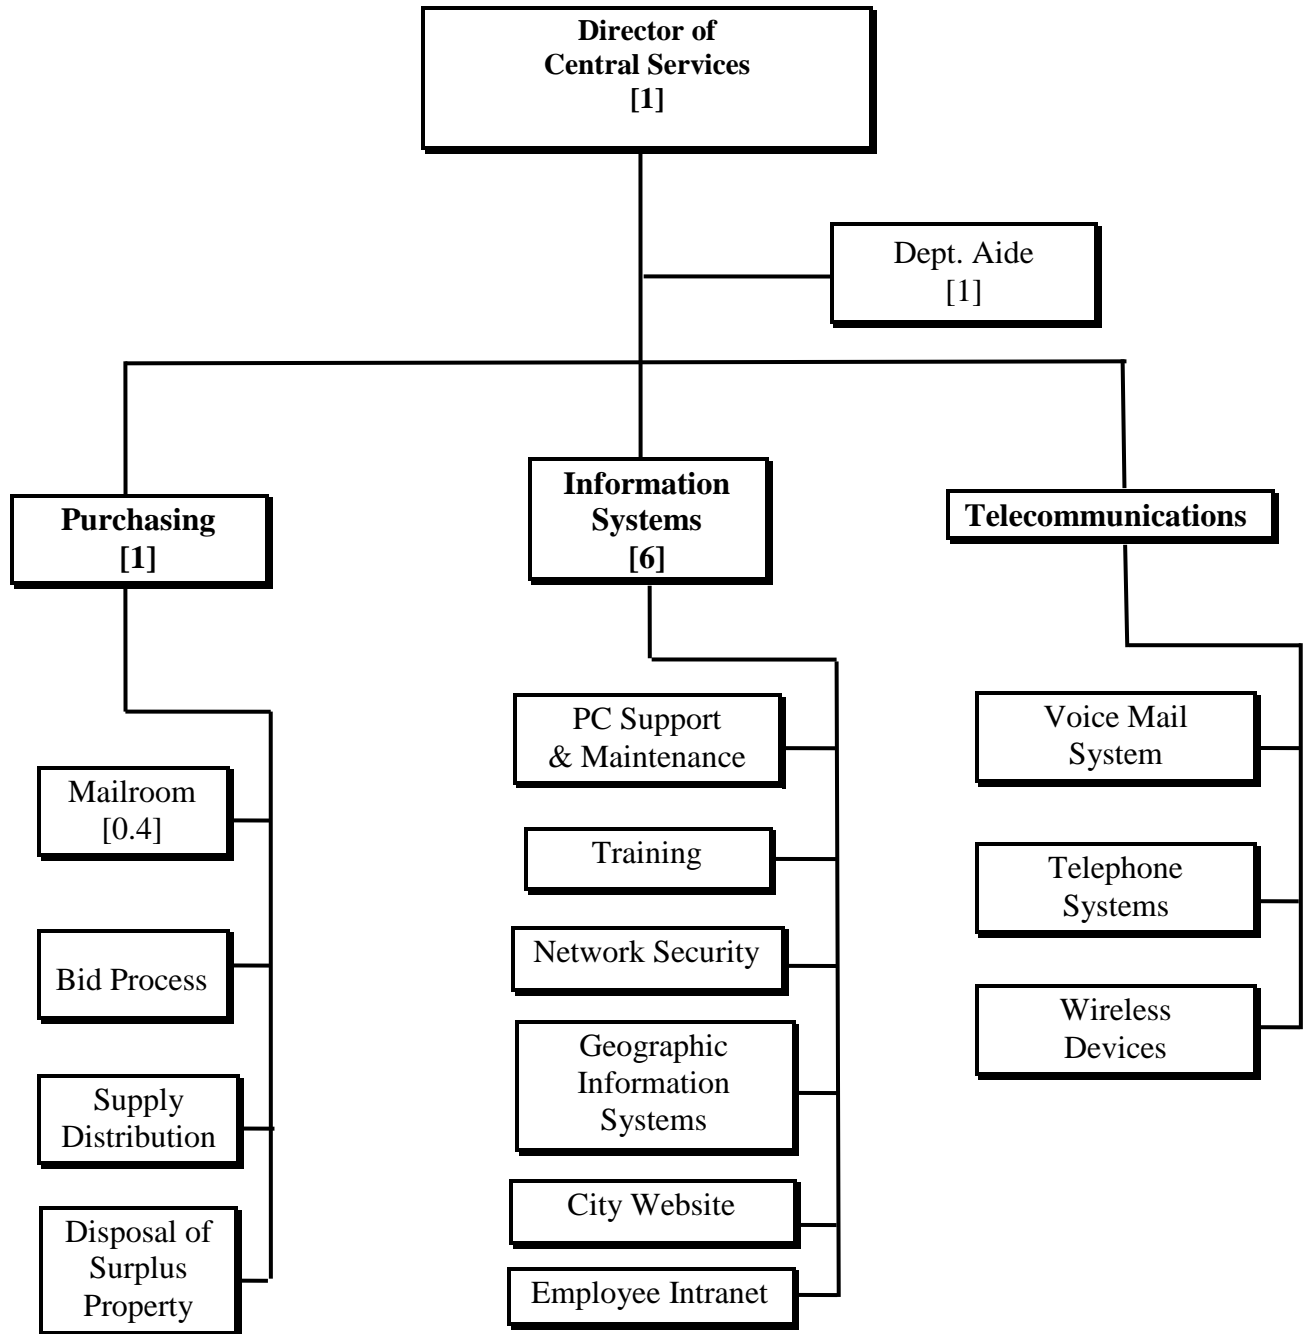 Director of
Central Services
[1]
Dept. Aide
[1]
Purchasing
[1]
Information
Systems
[6]
Telecommunications
Mailroom
[0.4]
Bid Process
Supply
Distribution
Disposal of
Surplus
Property
PC Support
& Maintenance
Training
Network Security
Geographic
Information
Systems
City Website
Employee Intranet
Voice Mail
System
Telephone
Systems
Wireless
Devices